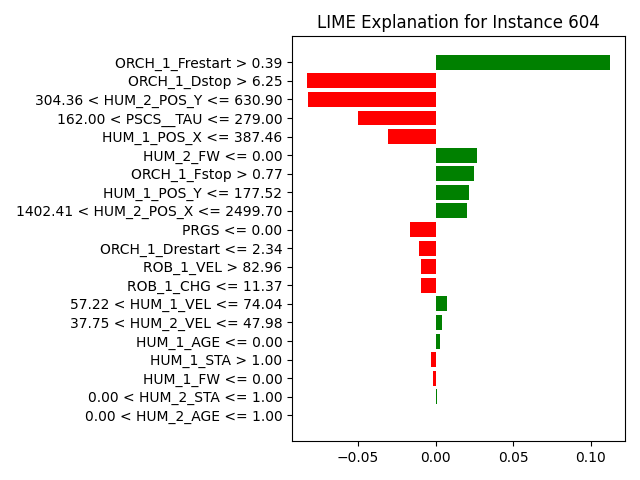 LIME Explanation for Instance 604
ORCH_1_Frestart > 0.39
ORCH_1_Dstop > 6.25
304.36 < HUM_2_POS_Y <= 630.90
162.00 < PSCS__TAU <= 279.00
HUM_1_POS_X <= 387.46
HUM_2_FW <= 0.00
ORCH_1_Fstop > 0.77
HUM_1_POS_Y <= 177.52
1402.41 < HUM_2_POS_X <= 2499.70
PRGS <= 0.00
ORCH_1_Drestart <= 2.34
ROB_1_VEL > 82.96
ROB_1_CHG <= 11.37
57.22 < HUM_1_VEL <= 74.04
37.75 < HUM_2_VEL <= 47.98
HUM_1_AGE <= 0.00
HUM_1_STA > 1.00
HUM_1_FW <= 0.00
0.00 < HUM_2_STA <= 1.00
0.00 < HUM_2_AGE <= 1.00
−0.05 0.00 0.05 0.10